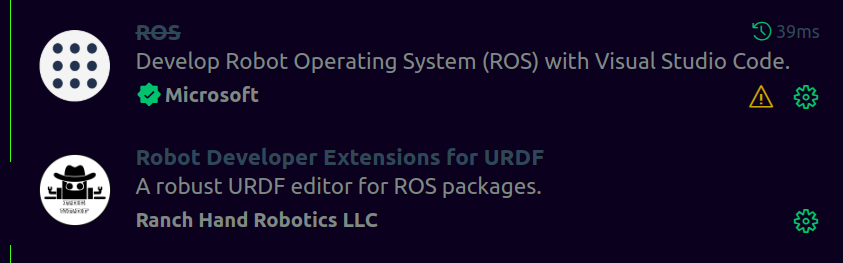 ROS
39ms
Develop Robot Operating System (ROS) with Visual Studio Code.
Microsoft
Robot Developer Extensions for URDF
A robust URDF editor for ROS packages.
Ranch Hand Robotics LLC